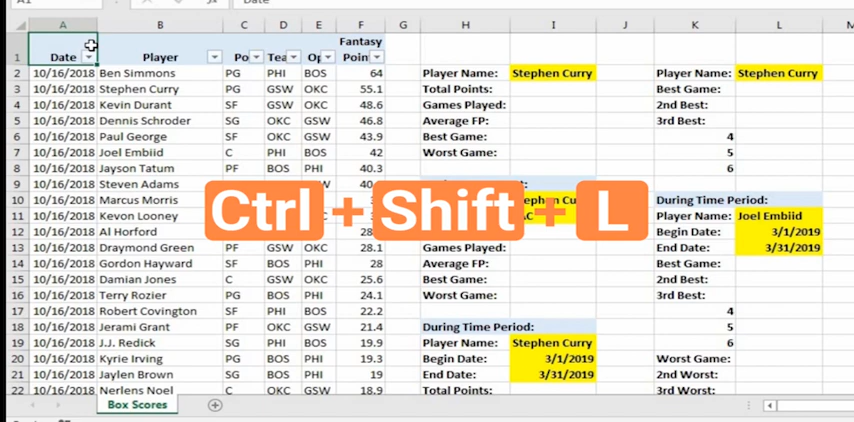 A B C D E F G H I J K L
Fantasy
1 Date Player Po Tea Op Poin
2 10/16/2018 Ben Simmons PG PHI BOS 64 Player Name: Stephen Curry Player Name: Stephen Curry
3 10/16/2018 Stephen Curry PG GSW OKC 55.1 Total Points: Best Game:
4 10/16/2018 Kevin Durant SF GSW OKC 48.6 Games Played: 2nd Best:
5 10/16/2018 Dennis Schroder SG OKC GSW 46.8 Average FP: 3rd Best:
6 10/16/2018 Paul George SF OKC GSW 43.9 Best Game: 4
7 10/16/2018 Joel Embiid C PHI BOS 42 Worst Game: 5
8 10/16/2018 Jayson Tatum PF BOS PHI 40.3 6
9 10/16/2018 Steven Adams
10 10/16/2018 Marcus Morris During Time Period:
11 10/16/2018 Kevon Looney Player Name: Joel Embiid
Ctrl + Shift + L
12 10/16/2018 Al Horford Begin Date: 3/1/2019
13 10/16/2018 Draymond Green PF GSW OKC 28.1 Games Played: End Date: 3/31/2019
14 10/16/2018 Gordon Hayward SF BOS PHI 28 Average FP: Best Game:
15 10/16/2018 Damian Jones C GSW OKC 25.6 Best Game: 2nd Best:
16 10/16/2018 Terry Rozier PG BOS PHI 24.1 Worst Game: 3rd Best:
17 10/16/2018 Robert Covington SF PHI BOS 22.2 4
18 10/16/2018 Jerami Grant PF OKC GSW 21.4 During Time Period: 5
19 10/16/2018 J.J. Redick SG PHI BOS 19.9 Player Name: Stephen Curry 6
20 10/16/2018 Kyrie Irving PG BOS PHI 19.3 Begin Date: 3/1/2019 Worst Game:
21 10/16/2018 Jaylen Brown SG BOS PHI 19 End Date: 3/31/2019 2nd Worst:
22 10/16/2018 Nerlens Noel C OKC GSW 18.9 Total Points: 3rd Worst:
Box Scores